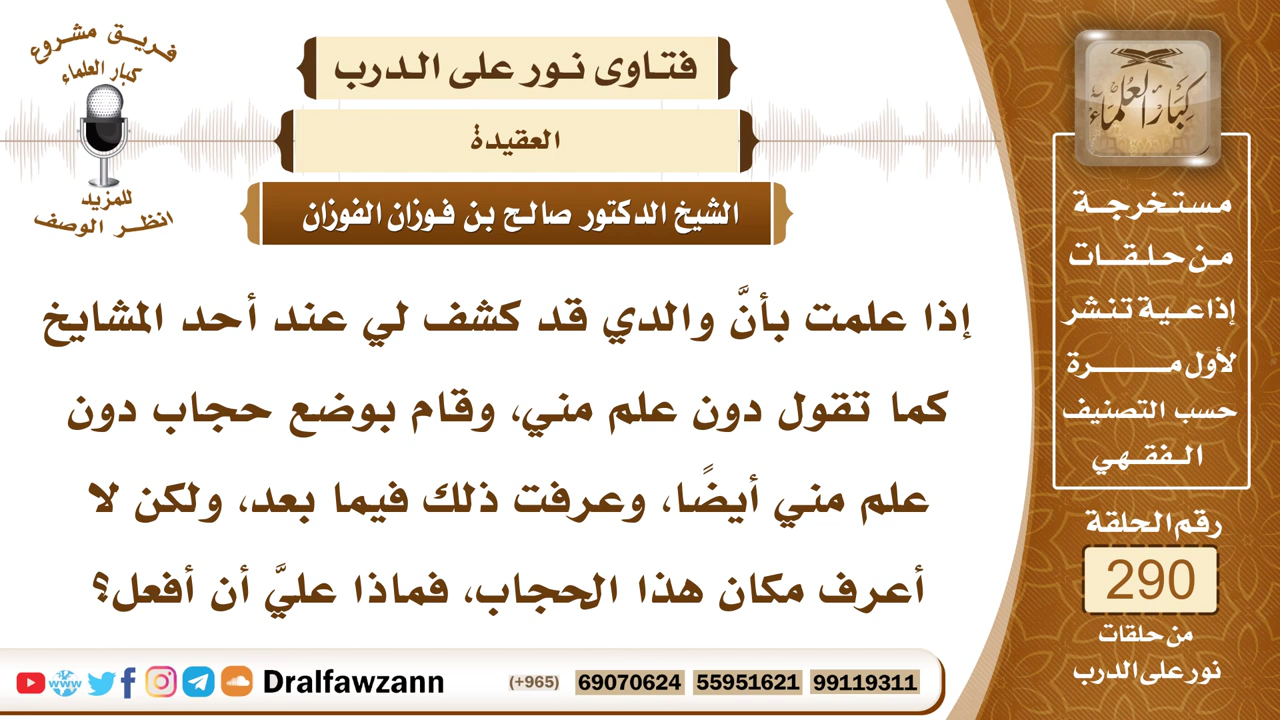 فريق مشروع
كبار العلماء
للمزيد
انظر الوصف
فتاوى نور على الدرب
العقيدة
الشيخ الدكتور صالح بن فوزان الفوزان
إذا علمت بأنَّ والدي قد كشف لي عند أحد المشايخ
كما تقول دون علم مني، وقام بوضع حجاب دون
علم مني أيضًا، وعرفت ذلك فيما بعد، ولكن لا
أعرف مكان هذا الحجاب، فماذا عليَّ أن أفعل؟
كبار العلماء
مستخرجة
من حلقات
إذاعية تنشر
لأول مرة
حسب التصنيف
الفقهي
رقم الحلقة
290
من حلقات
نور على الدرب
www Dralfawzann (+965) 69070624 55951621 99119311